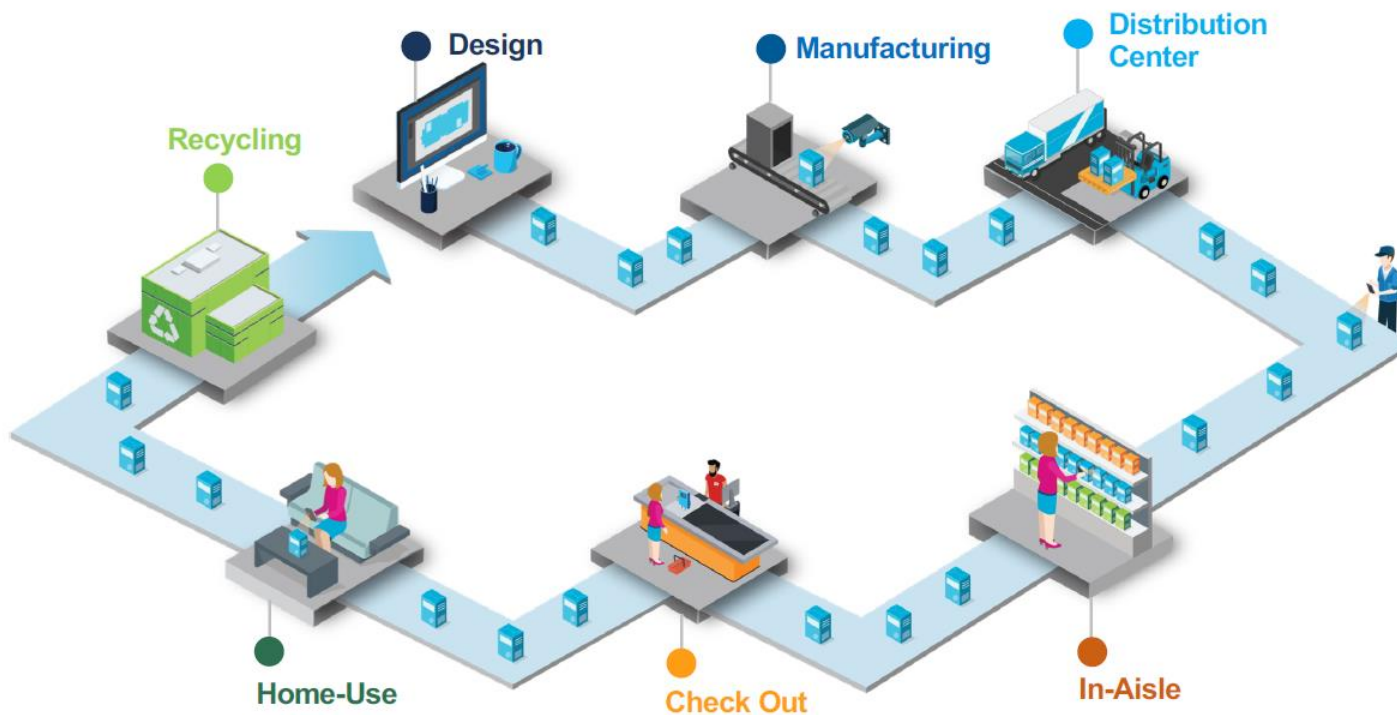 Design
Manufacturing
Distribution
Center
Recycling
Home-Use
Check Out
In-Aisle